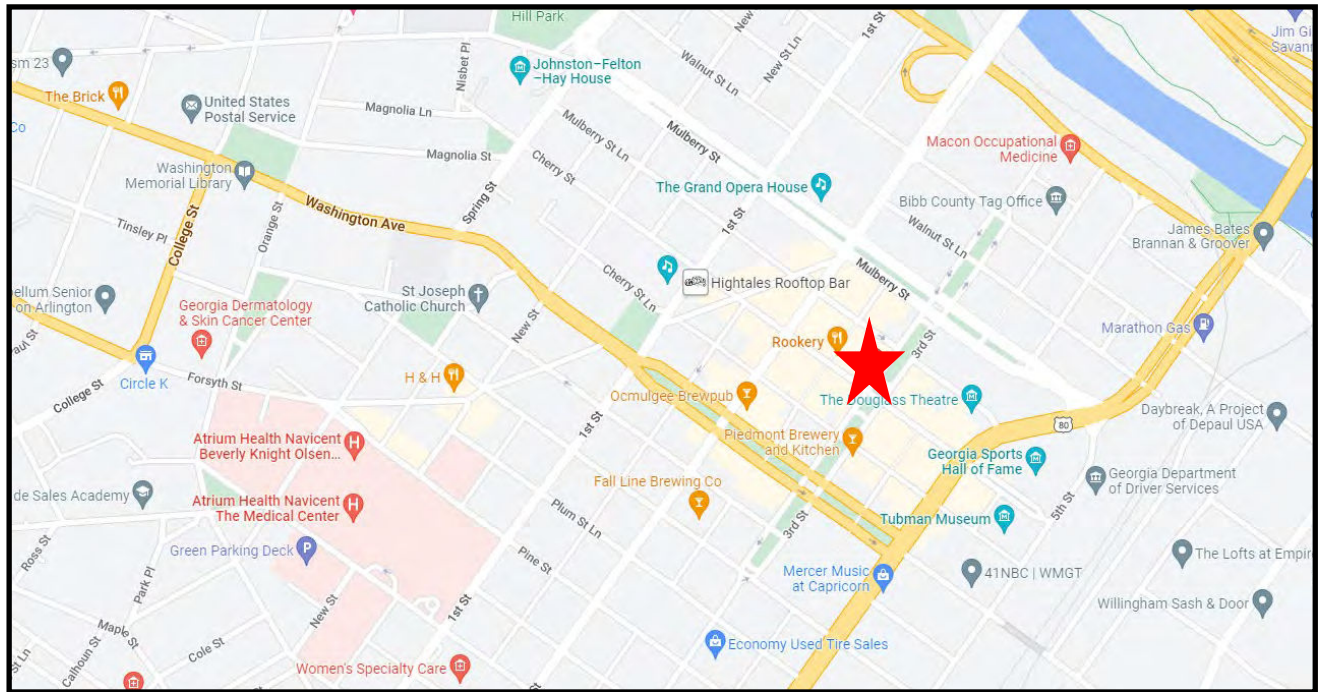 Hill Park
sm 23
The Brick
Co
United States
Postal Service
Washington
Memorial Library
Tinsley Pl
College St
Orange St
Washington Ave
Magnolia Ln
Magnolia St
Nisbet Pl
Spring St
Johnston–Felton
–Hay House
Mulberry St Ln
Cherry St
Walnut St Ln
New St Ln
1st St
Mulberry St
The Grand Opera House
1st St
Macon Occupational
Medicine
Bibb County Tag Office
Walnut St Ln
Jim Gi
Savann
James Bates
Brannan & Groover
Mulberry St
Marathon Gas
Hightales Rooftop Bar
Cherry St Ln
St Joseph
Catholic Church
New St
ellum Senior
on Arlington
Paul St
Georgia Dermatology
& Skin Cancer Center
Circle K
College St
Forsyth St
H & H
Rookery
3rd St
Ocmulgee Brewpub
The Douglass Theatre
80
Daybreak, A Project
of Depaul USA
Piedmont Brewery
and Kitchen
Georgia Sports
Hall of Fame
Georgia Department
of Driver Services
1st St
Atrium Health Navicent
Beverly Knight Olsen...
Fall Line Brewing Co
de Sales Academy
Atrium Health Navicent
The Medical Center
Plum St Ln
3rd St
Tubman Museum
5th St
Green Parking Deck
P
Pine St
Ross St
Park Pl
New St
1st St
Mercer Music
at Capricorn
41NBC | WMGT
The Lofts at Empir
Willingham Sash & Door
Maple St
Cole St
Calhoun St
St Ln
Women's Specialty Care
Economy Used Tire Sales